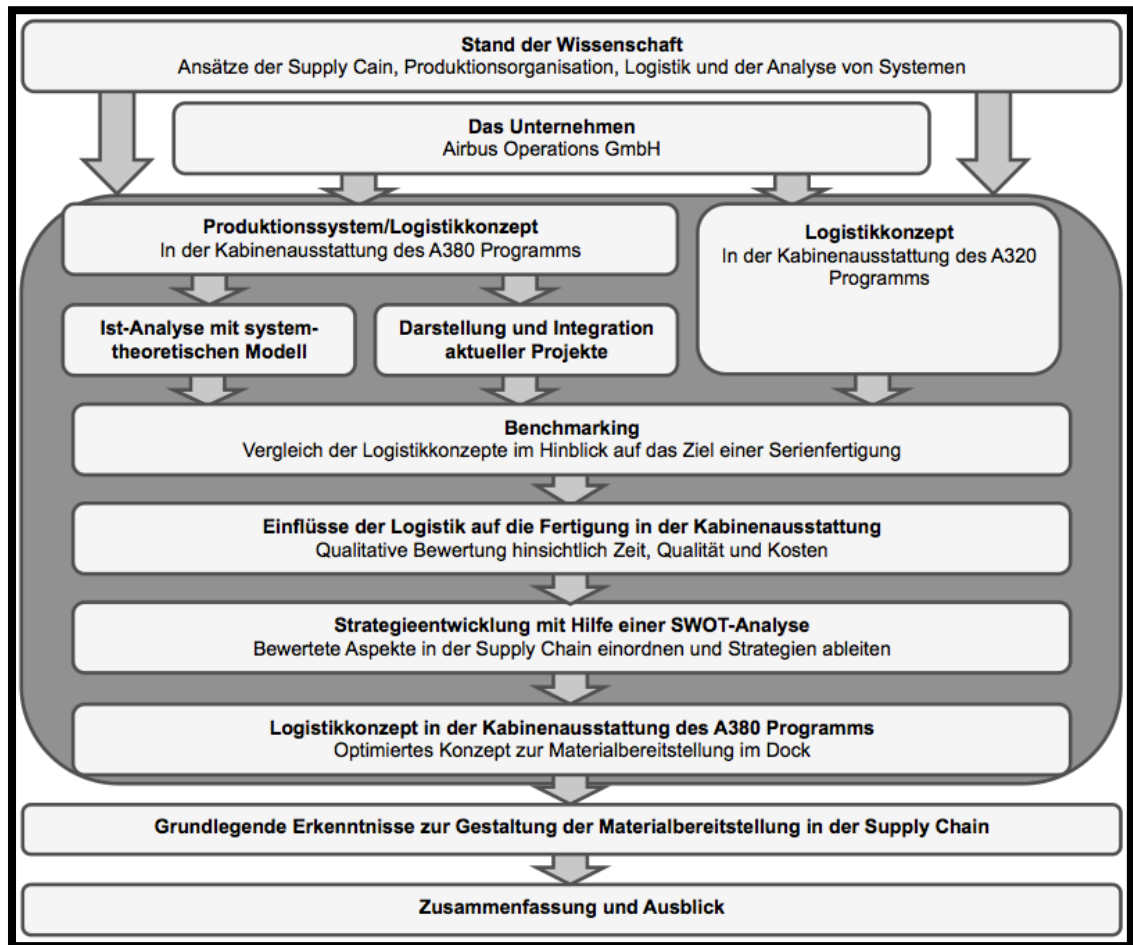 Stand der Wissenschaft
Ansätze der Supply Cain, Produktionsorganisation, Logistik und der Analyse von Systemen
Das Unternehmen
Airbus Operations GmbH
Produktionssystem/Logistikkonzept
In der Kabinenausstattung des A380 Programms
Logistikkonzept
In der Kabinenausstattung des A320
Programms
Ist-Analyse mit system-
theoretischen Modell
Darstellung und Integration
aktueller Projekte
Benchmarking
Vergleich der Logistikkonzepte im Hinblick auf das Ziel einer Serienfertigung
Einflüsse der Logistik auf die Fertigung in der Kabinenausstattung
Qualitative Bewertung hinsichtlich Zeit, Qualität und Kosten
Strategieentwicklung mit Hilfe einer SWOT-Analyse
Bewertete Aspekte in der Supply Chain einordnen und Strategien ableiten
Logistikkonzept in der Kabinenausstattung des A380 Programms
Optimiertes Konzept zur Materialbereitstellung im Dock
Grundlegende Erkenntnisse zur Gestaltung der Materialbereitstellung in der Supply Chain
Zusammenfassung und Ausblick